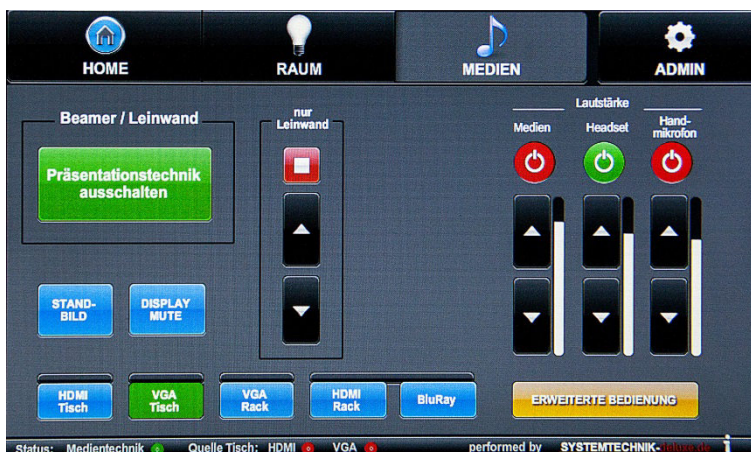 HOME
RAUM
MEDIEN
ADMIN
Beamer / Leinwand
nur
Leinwand
Lautstärke
Medien
Headset
Hand-
mikrofon
Präsentationstechnik
ausschalten
STAND-
BILD
DISPLAY
MUTE
HDMI
Tisch
VGA
Tisch
VGA
Rack
HDMI
Rack
BluRay
ERWEITERTE BEDIENUNG
Status: Medientechnik Quelle Tisch: HDMI VGA performed by SYSTEMTECHNIK-
i